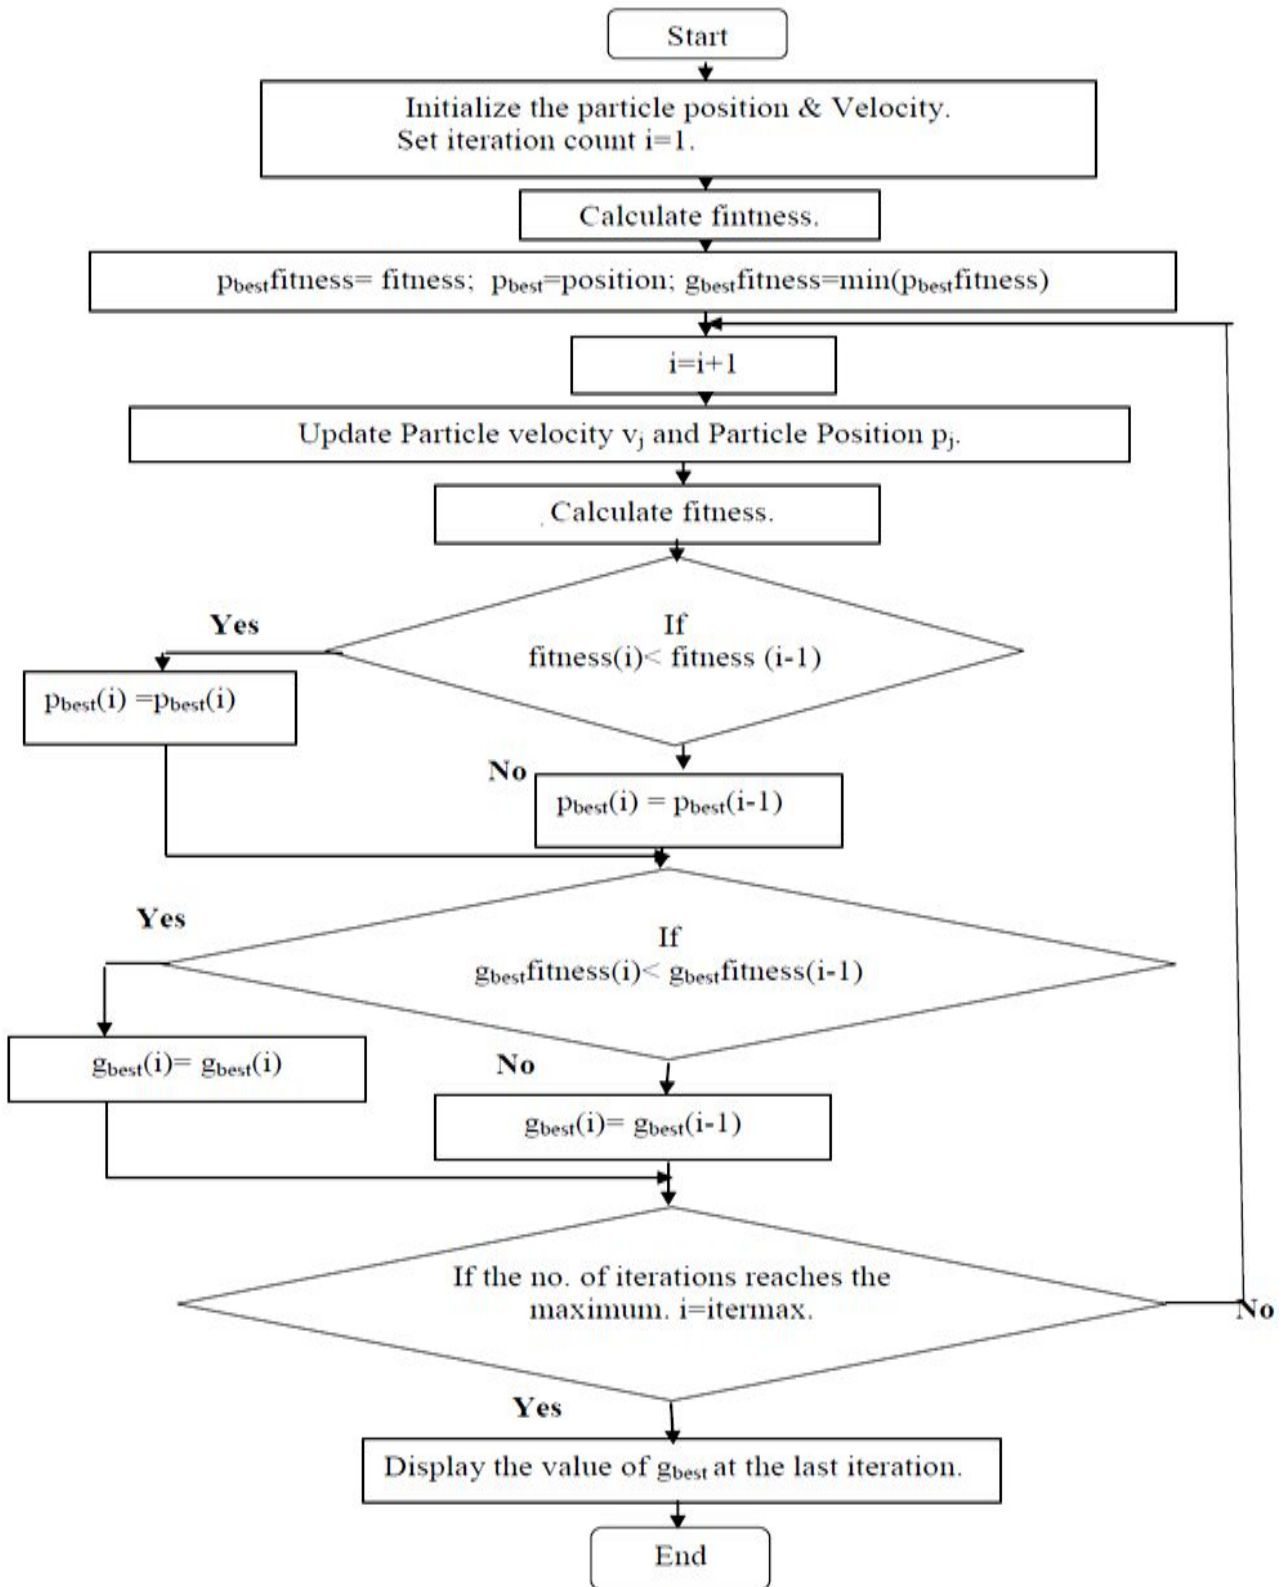 Start
Initialize the particle position & Velocity.
Set iteration count i=1.
Calculate fintness.
pbestfitness= fitness; pbest=position; gbestfitness=min(pbestfitness)
i=i+1
Update Particle velocity vj and Particle Position pj.
Calculate fitness.
If
fitness(i)< fitness (i-1)
Yes
pbest(i) =pbest(i)
No
pbest(i) = pbest(i-1)
If
gbestfitness(i)< gbestfitness(i-1)
Yes
gbest(i)= gbest(i)
No
gbest(i)= gbest(i-1)
If the no. of iterations reaches the
maximum. i=itermax.
No
Yes
Display the value of gbest at the last iteration.
End